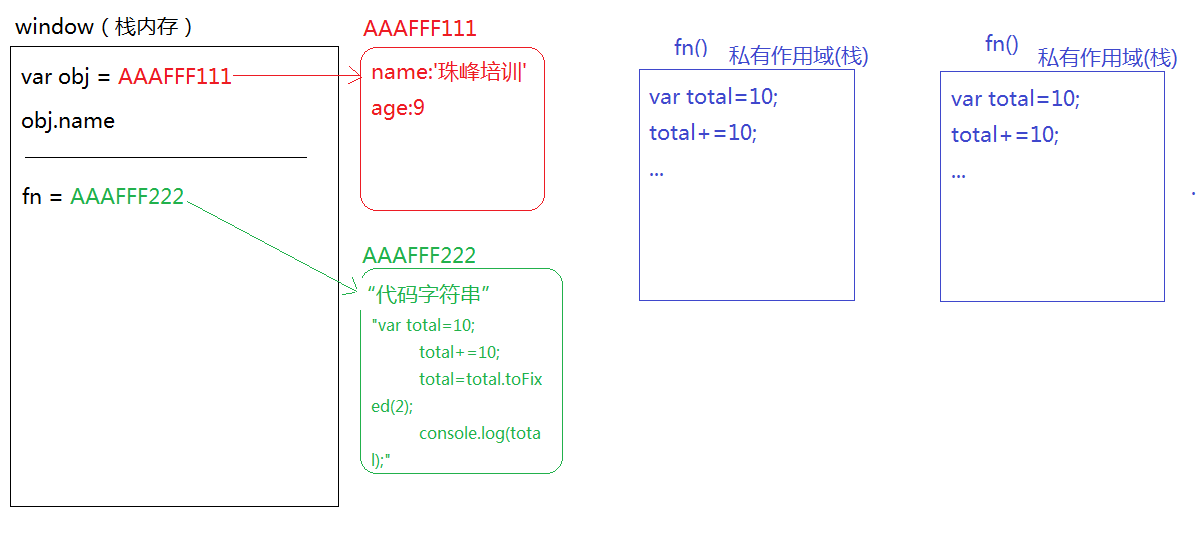 window（栈内存）
var obj = AAAFFF111
obj.name
fn = AAAFFF222
AAAFFF111
name:'珠峰培训'
age:9
AAAFFF222
“代码字符串”
"var total=10;
total+=10;
total=total.toFix
ed(2);
console.log(tota
l);"
fn()
私有作用域(栈)
var total=10;
total+=10;
...
fn()
私有作用域(栈)
var total=10;
total+=10;
...